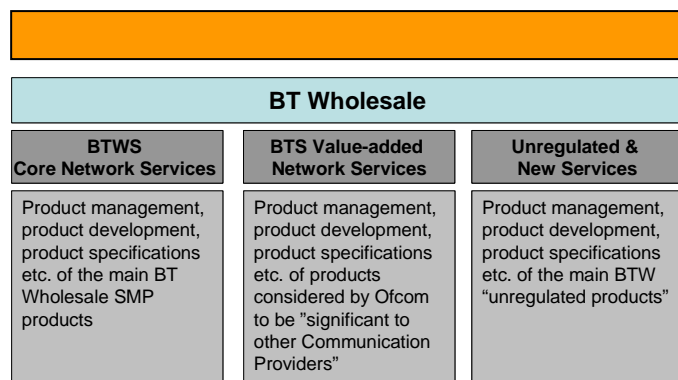 BT Wholesale
BTWS
Core Network Services
BTS Value-added
Network Services
Unregulated &
New Services
Product management,
product development,
product specifications
etc. of the main BT
Wholesale SMP
products
Product management,
product development,
product specifications
etc. of products
considered by Ofcom
to be ”significant to
other Communication
Providers”
Product management,
product development,
product specifications
etc. of the main BTW
“unregulated products”